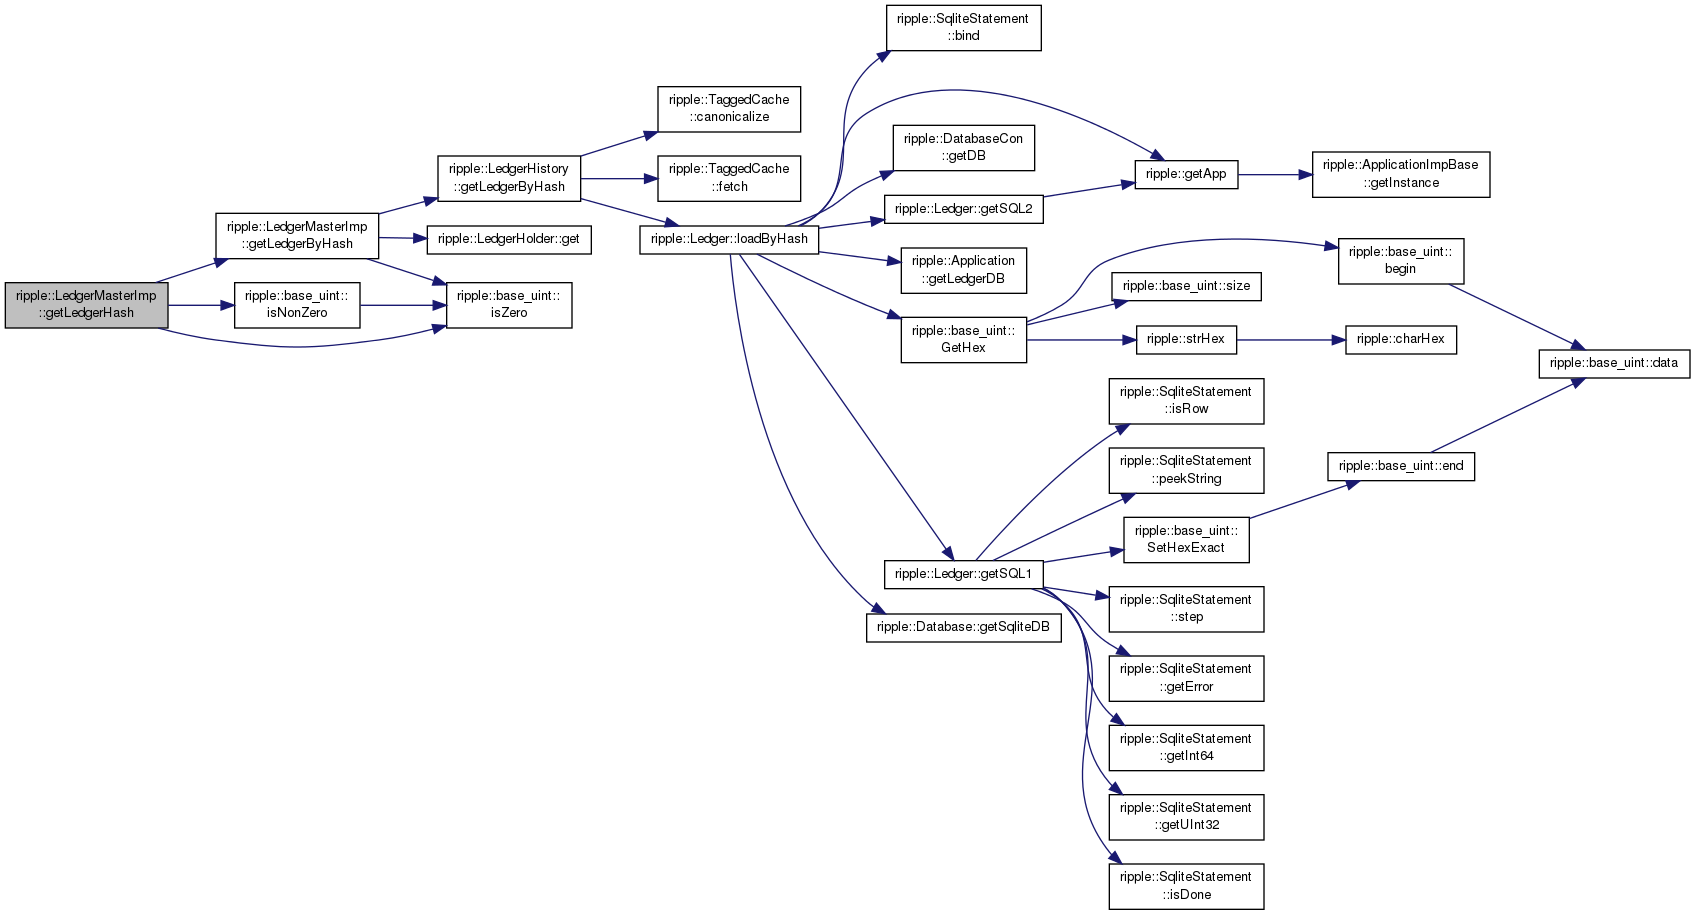 ripple::SqliteStatement
::bind
ripple::TaggedCache
::canonicalize
ripple::DatabaseCon
::getDB
ripple::LedgerHistory
::getLedgerByHash
ripple::TaggedCache
::fetch
ripple::getApp
ripple::ApplicationImpBase
::getInstance
ripple::LedgerMasterImp
::getLedgerByHash
ripple::LedgerHolder::get
ripple::Ledger::loadByHash
ripple::Ledger::getSQL2
ripple::Application
::getLedgerDB
ripple::base_uint::
begin
ripple::LedgerMasterImp
::getLedgerHash
ripple::base_uint::
isNonZero
ripple::base_uint::
isZero
ripple::base_uint::size
ripple::base_uint::
GetHex
ripple::strHex
ripple::charHex
ripple::base_uint::data
ripple::SqliteStatement
::isRow
ripple::SqliteStatement
::peekString
ripple::base_uint::end
ripple::base_uint::
SetHexExact
ripple::Ledger::getSQL1
ripple::SqliteStatement
::step
ripple::Database::getSqliteDB
ripple::SqliteStatement
::getError
ripple::SqliteStatement
::getInt64
ripple::SqliteStatement
::getUInt32
ripple::SqliteStatement
::isDone